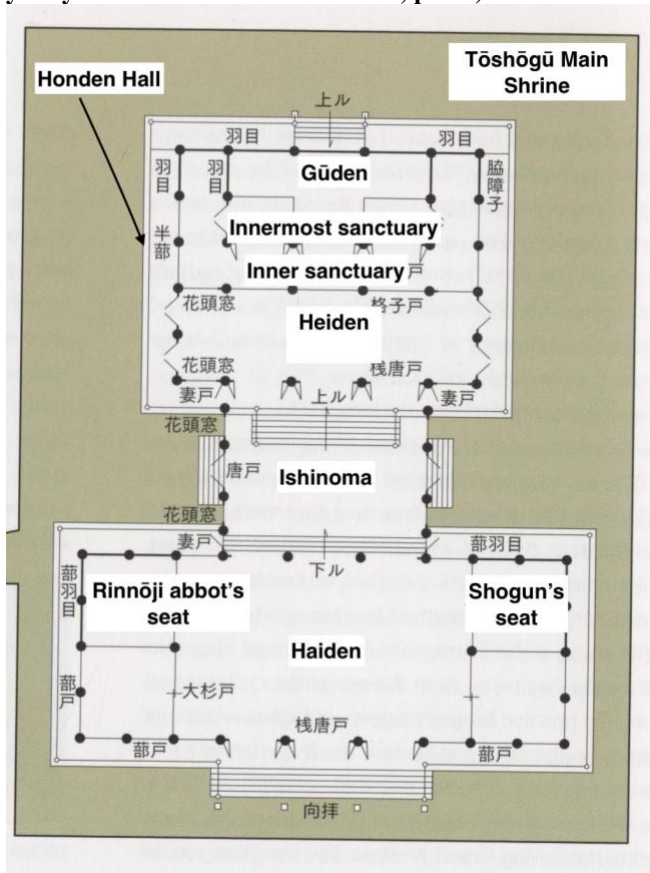 Tōshōgū Main
Shrine
Honden Hall
上ル
羽目
羽目
羽目
羽目
脇障子
Gūden
半蔀
Innermost sanctuary
Inner sanctuary
戸
花頭窓
Heiden
花頭窓
桟唐戸
妻戸
上ル
妻戸
花頭窓
唐戸
Ishinoma
花頭窓
妻戸
下ル
蔀羽目
蔀羽目
Rinnōji abbot's
seat
Shogun's
seat
Haiden
蔀戸
大杉戸
桟唐戸
蔀戸
蔀戸
向拝